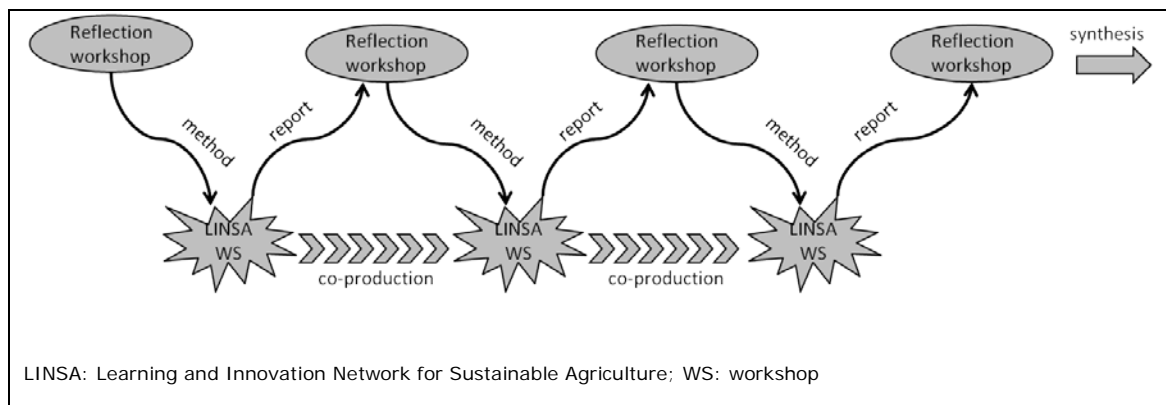 Reflection
workshop
Reflection
workshop
Reflection
workshop
Reflection
workshop
synthesis
method
report
method
report
method
report
LINSA
WS
LINSA
WS
LINSA
WS
co-production
co-production
LINSA: Learning and Innovation Network for Sustainable Agriculture; WS: workshop